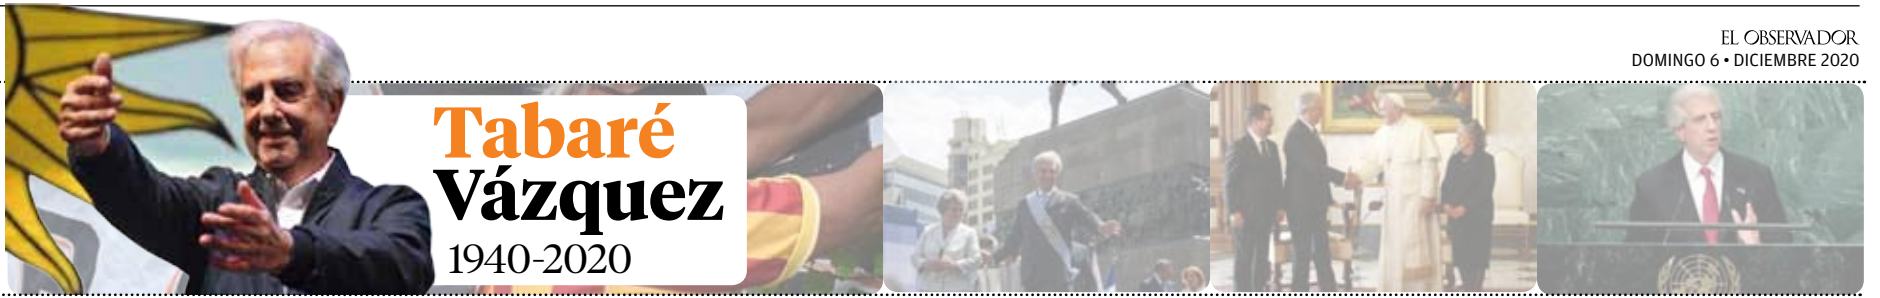 EL OBSERVADOR
DOMINGO 6 • DICIEMBRE 2020
Tabaré
Vázquez
1940-2020